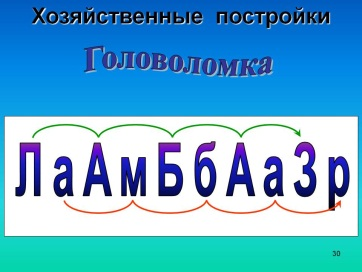 Хозяйственные постройки
Головоломка
ЛаАмБбАаЗр
30